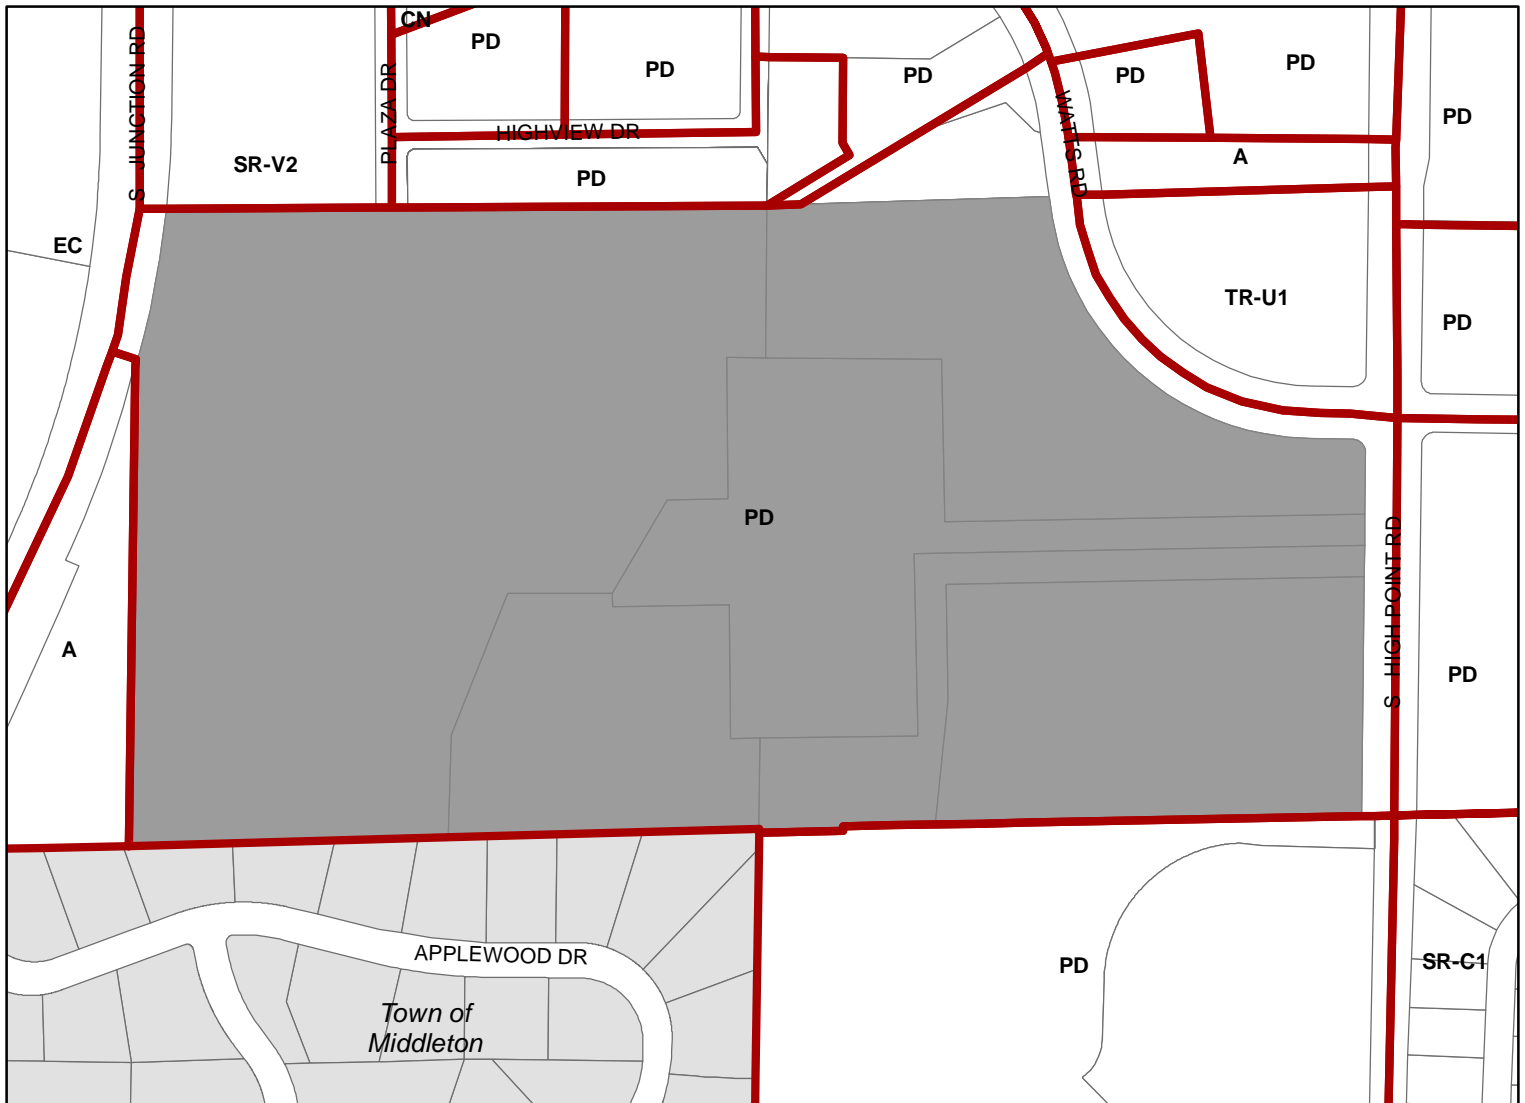 CN
PD
PD
PD
PD
PD
PD
S JUNCTION RD
PLAZA DR
HIGHVIEW DR
WATTS RD
SR-V2
PD
A
EC
TR-U1
PD
PD
S HIGH POINT RD
A
PD
APPLEWOOD DR
PD
SR-C1
Town of
Middleton